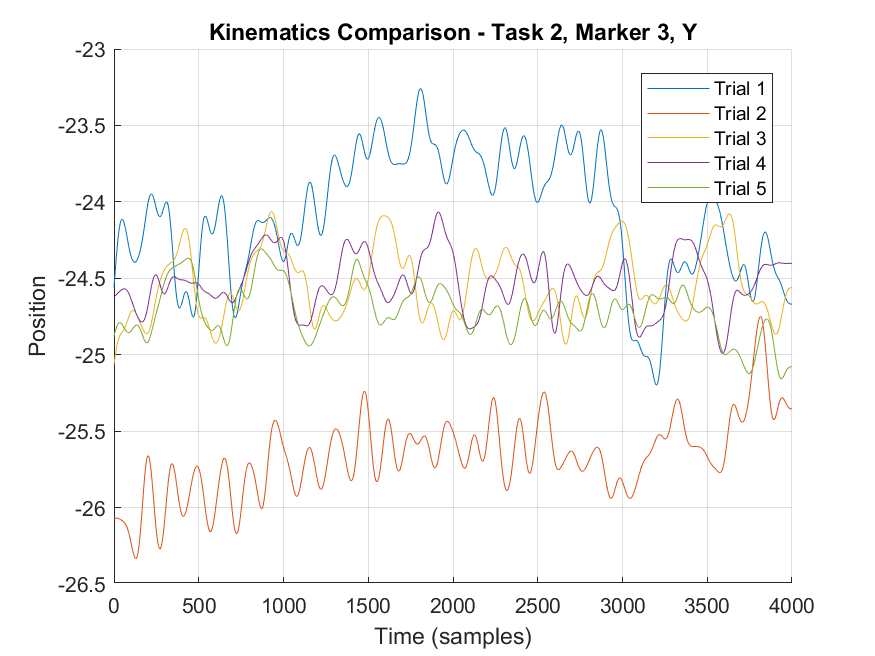 Kinematics Comparison - Task 2, Marker 3, Y
-23
-23.5
-24
-24.5
-25
-25.5
-26
-26.5
Position
Trial 1
Trial 2
Trial 3
Trial 4
Trial 5
0 500 1000 1500 2000 2500 3000 3500 4000
Time (samples)